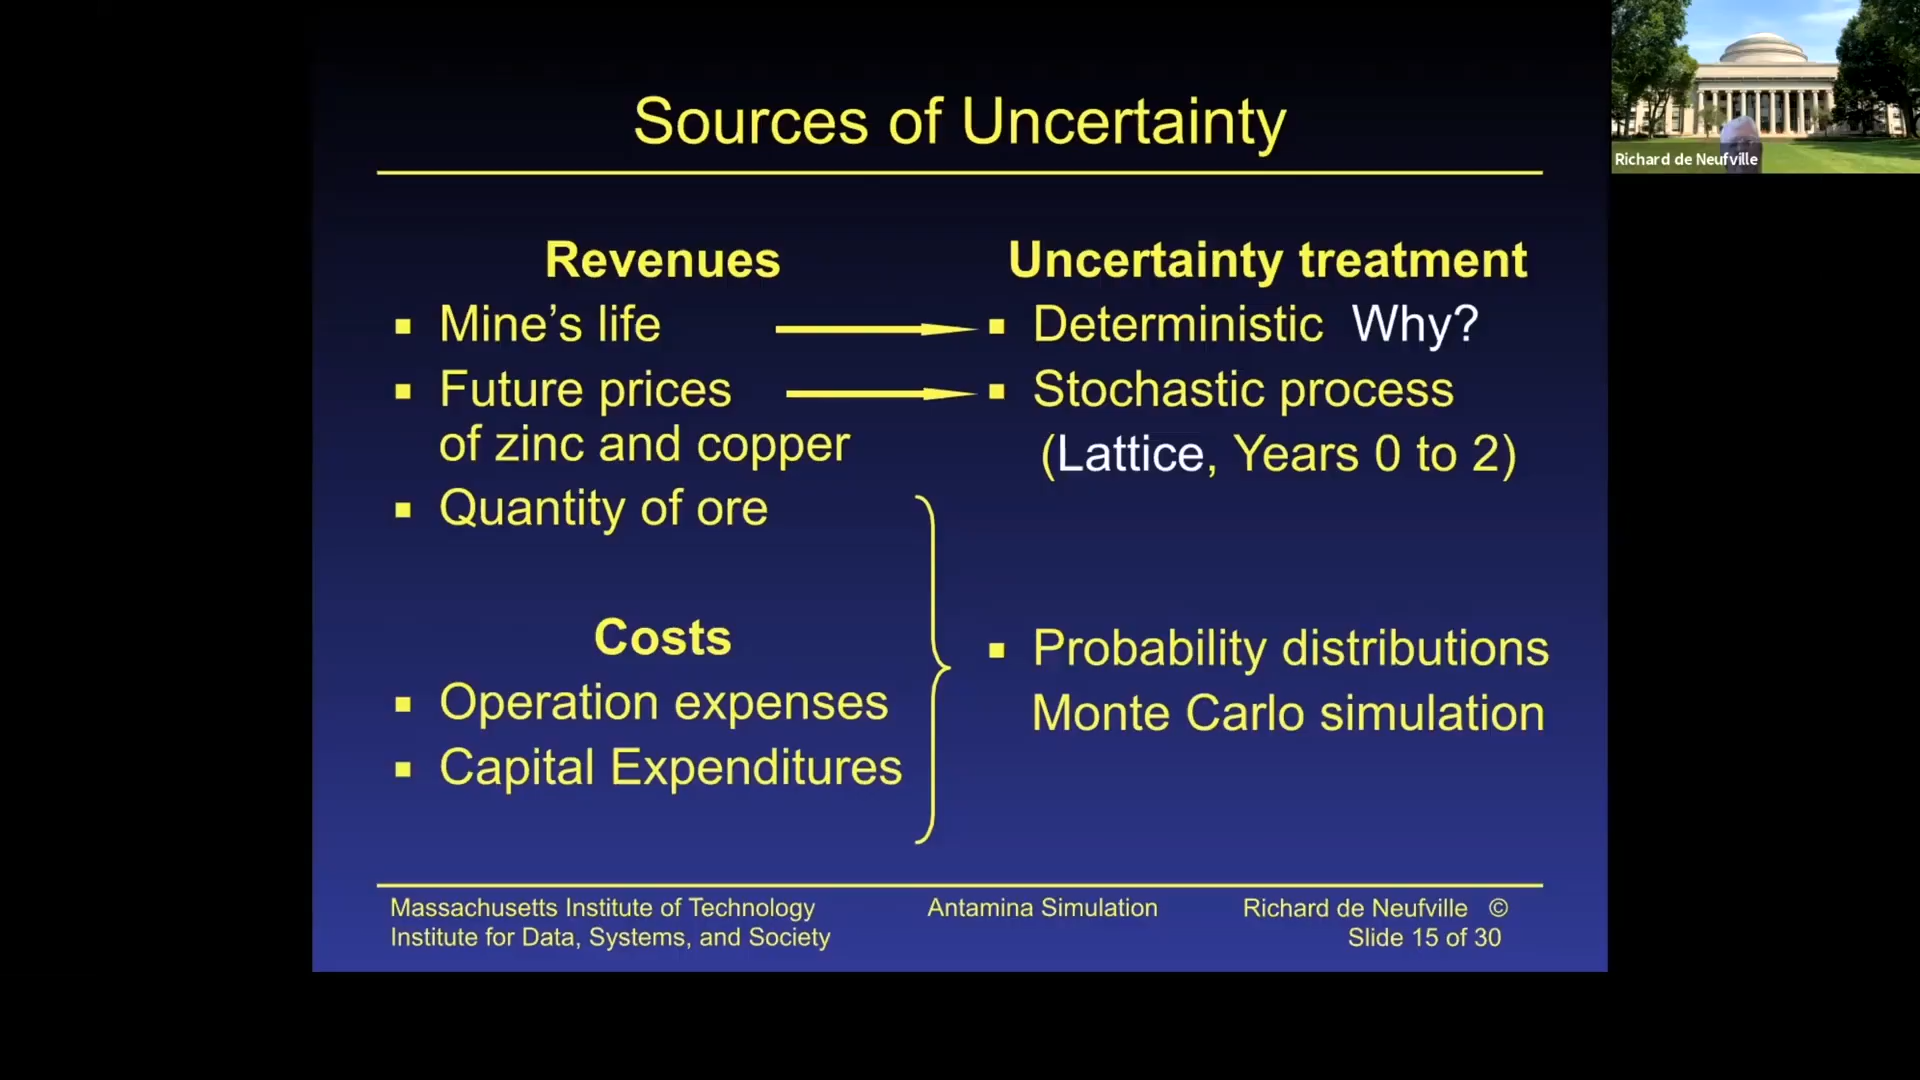 Sources of Uncertainty
Richard de Neufville
Revenues
Mine’s life
Future prices
of zinc and copper
Quantity of ore
Costs
Operation expenses
Capital Expenditures
Uncertainty treatment
Deterministic Why?
Stochastic process
(Lattice, Years 0 to 2)
Probability distributions
Monte Carlo simulation
Massachusetts Institute of Technology
Institute for Data, Systems, and Society
Antamina Simulation
Richard de Neufville ©
Slide 15 of 30